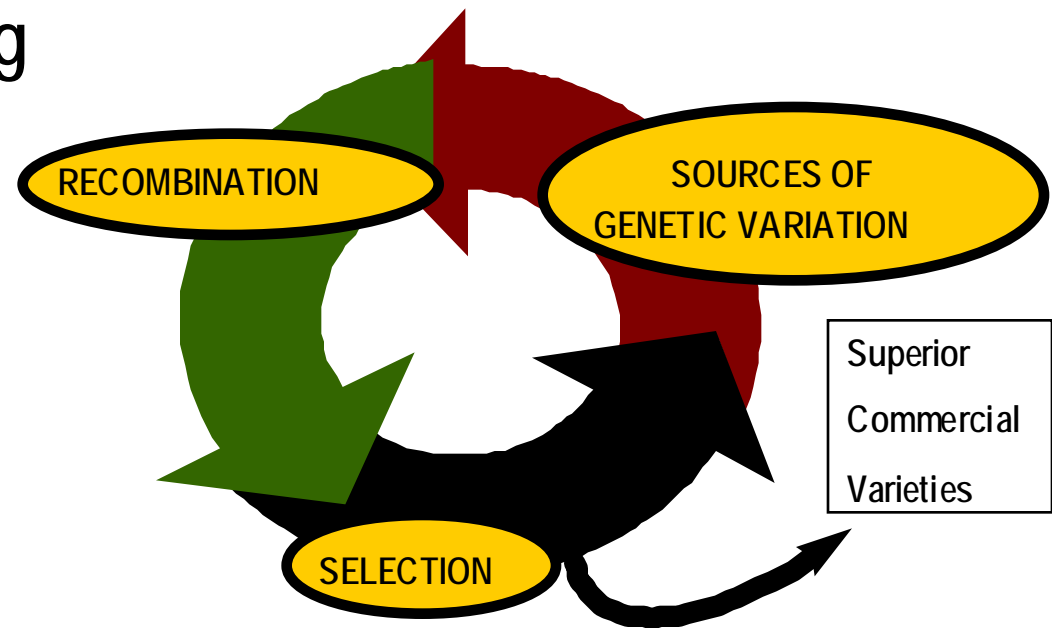 g
RECOMBINATION
SOURCES OF
GENETIC VARIATION
Superior
Commercial
Varieties
SELECTION